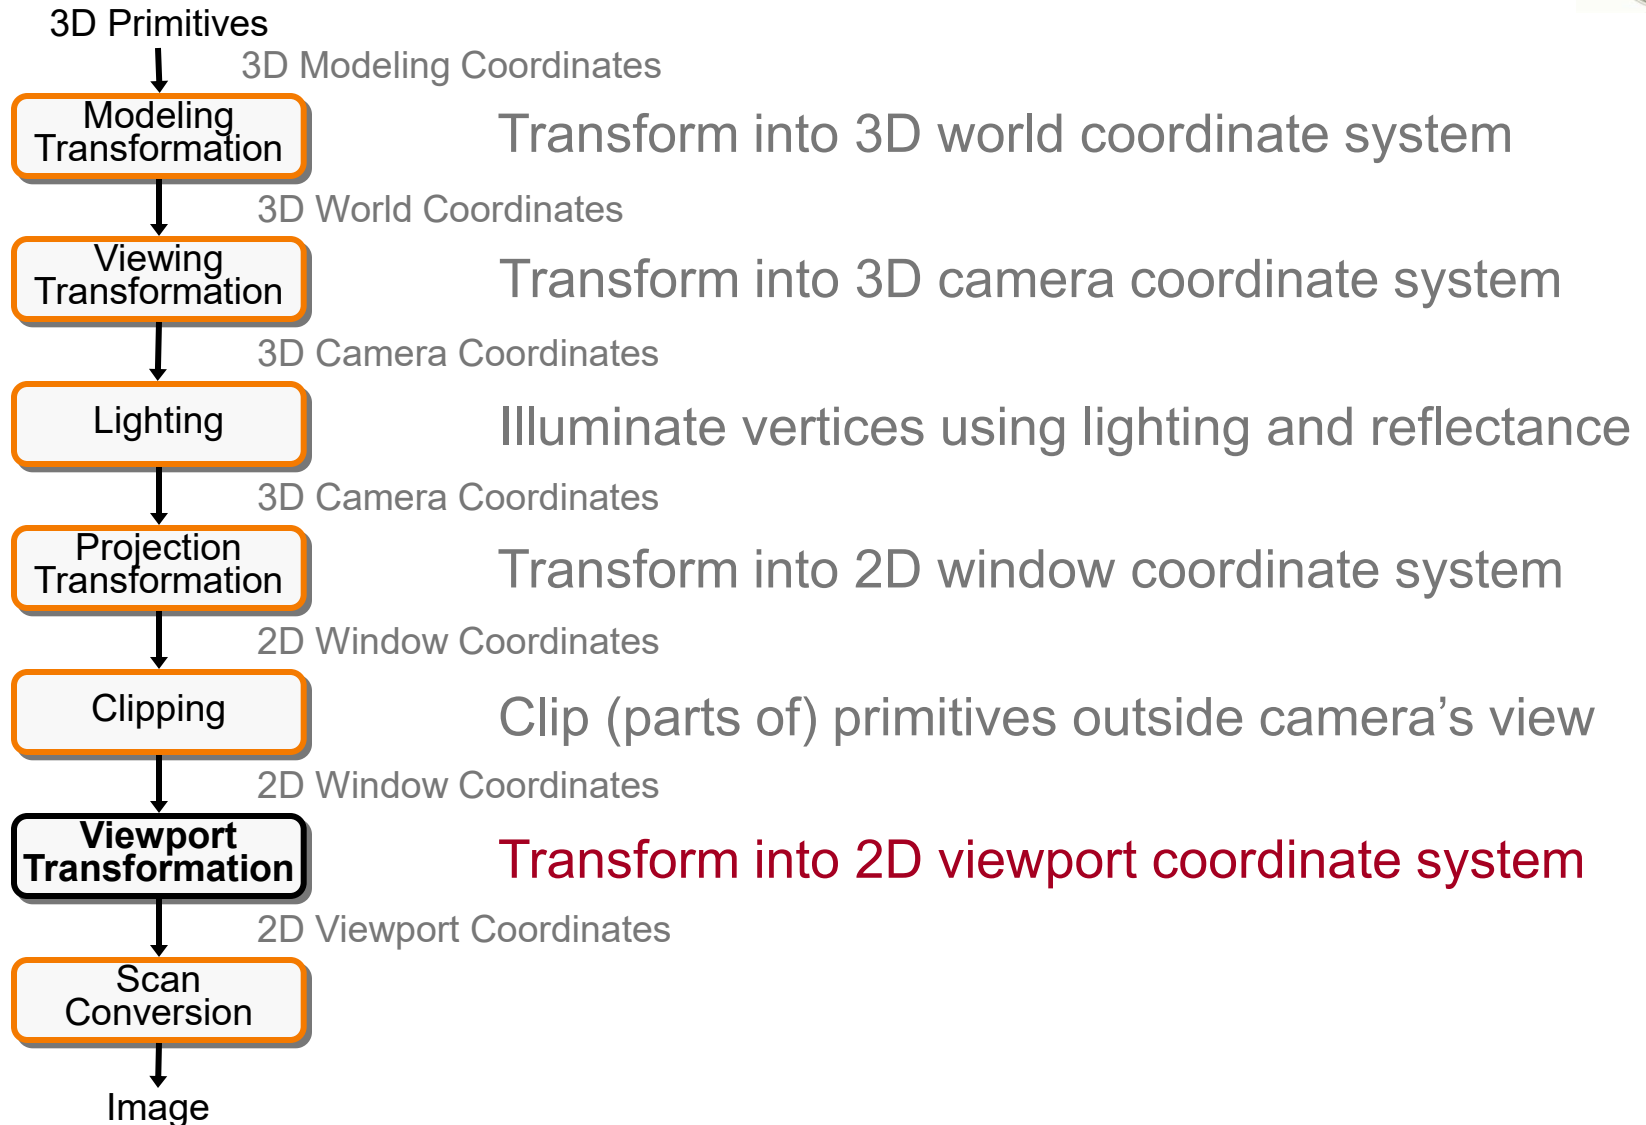 3D Primitives
3D Modeling Coordinates
Modeling
Transformation
Transform into 3D world coordinate system
3D World Coordinates
Viewing
Transformation
Transform into 3D camera coordinate system
3D Camera Coordinates
Lighting
Illuminate vertices using lighting and reflectance
3D Camera Coordinates
Projection
Transformation
Transform into 2D window coordinate system
2D Window Coordinates
Clipping
Clip (parts of) primitives outside camera’s view
2D Window Coordinates
Viewport
Transformation
Transform into 2D viewport coordinate system
2D Viewport Coordinates
Scan
Conversion
Image